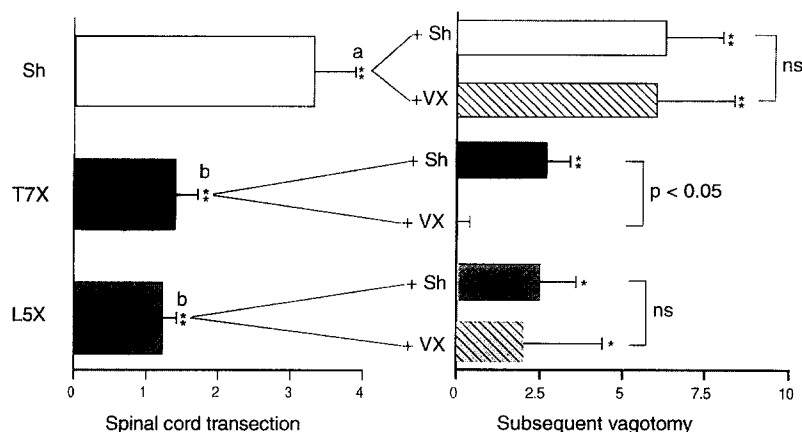 a
Sh
**
+ Sh
**
+VX
**
ns
b
T7X
**
+ Sh
**
+ VX
p < 0.05
b
L5X
**
+ Sh
*
+ VX
*
ns
0 1 2 3 4
0 2.5 5 7.5 10
Spinal cord transection
Subsequent vagotomy